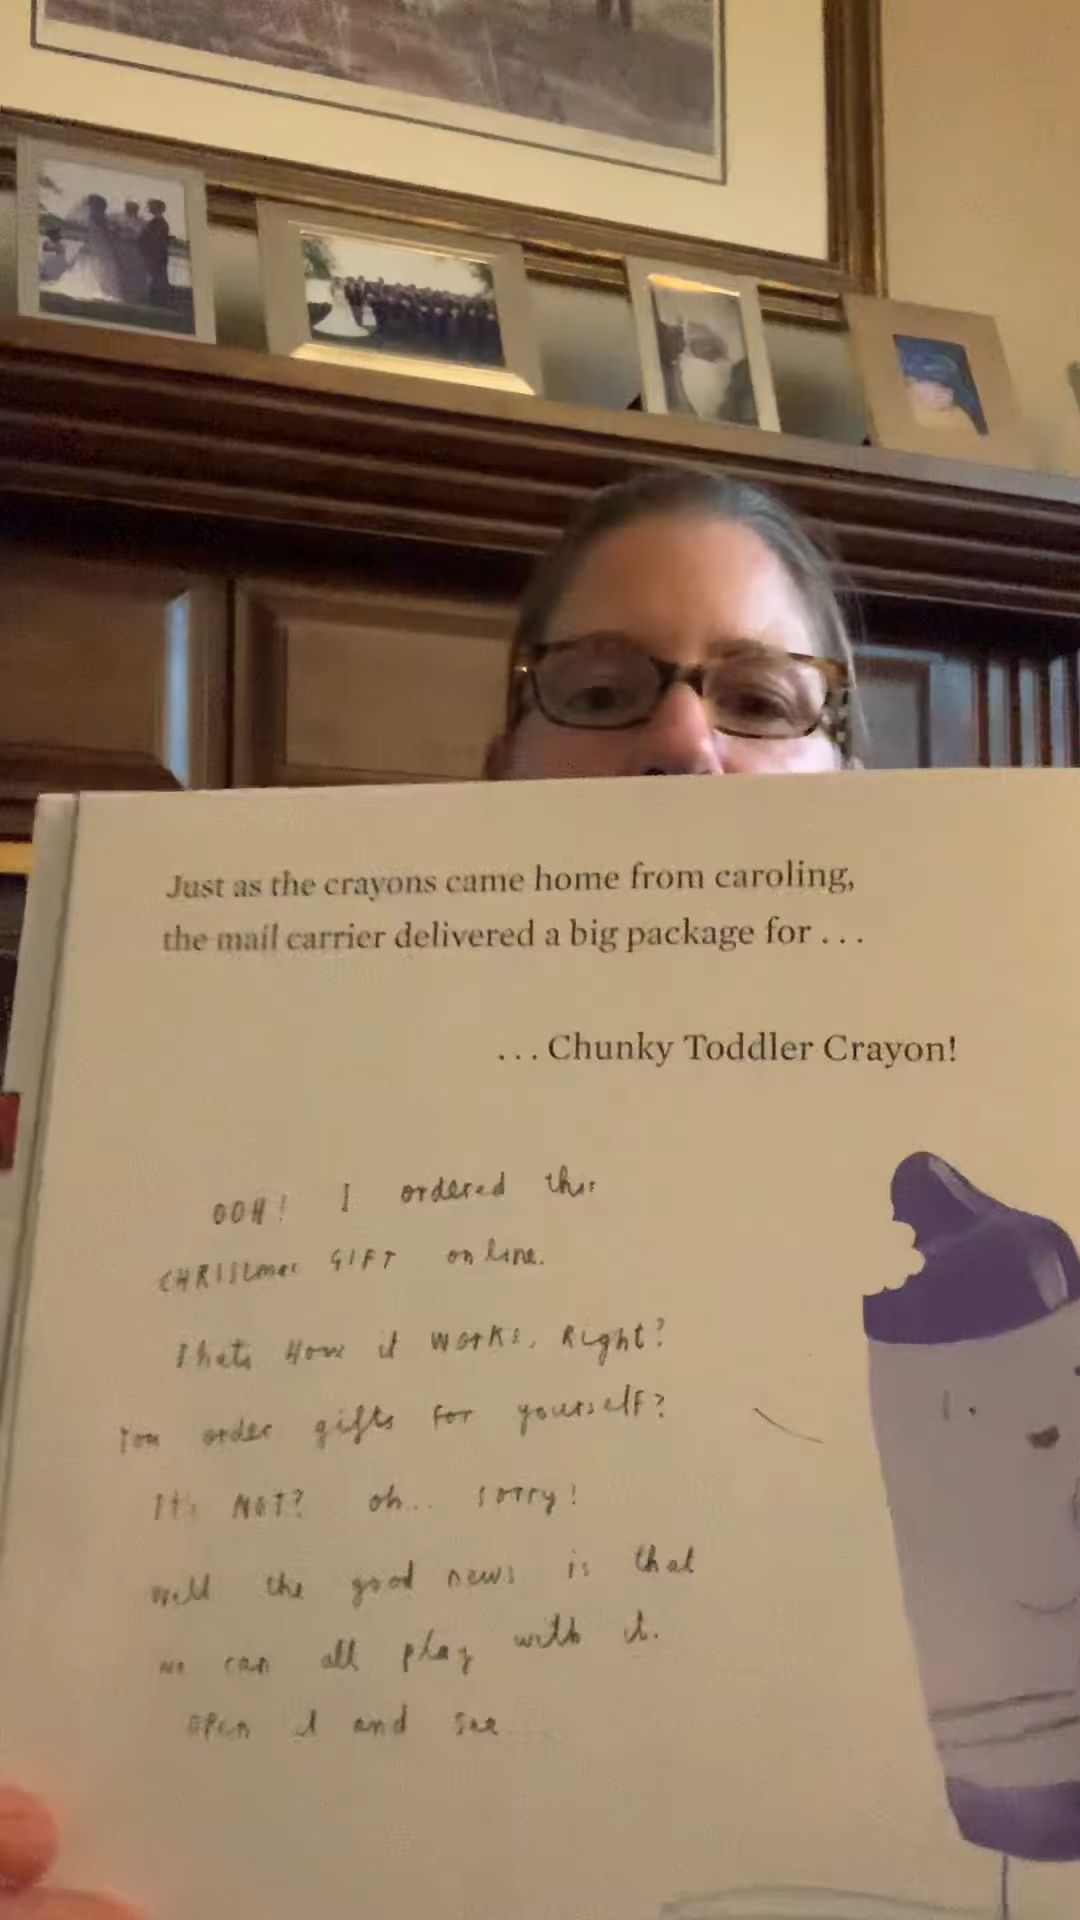 Just as the crayons came home from caroling,
the mail carrier delivered a big package for . . .
. . . Chunky Toddler Crayon!
OOH! I ordered this
CHRISTmas GIFT online.
Thats How it works, Right?
You order gifts for yourself?
It's NOT? oh.. sorry!
well the good news is that
we can all play with it.
OPen it and see